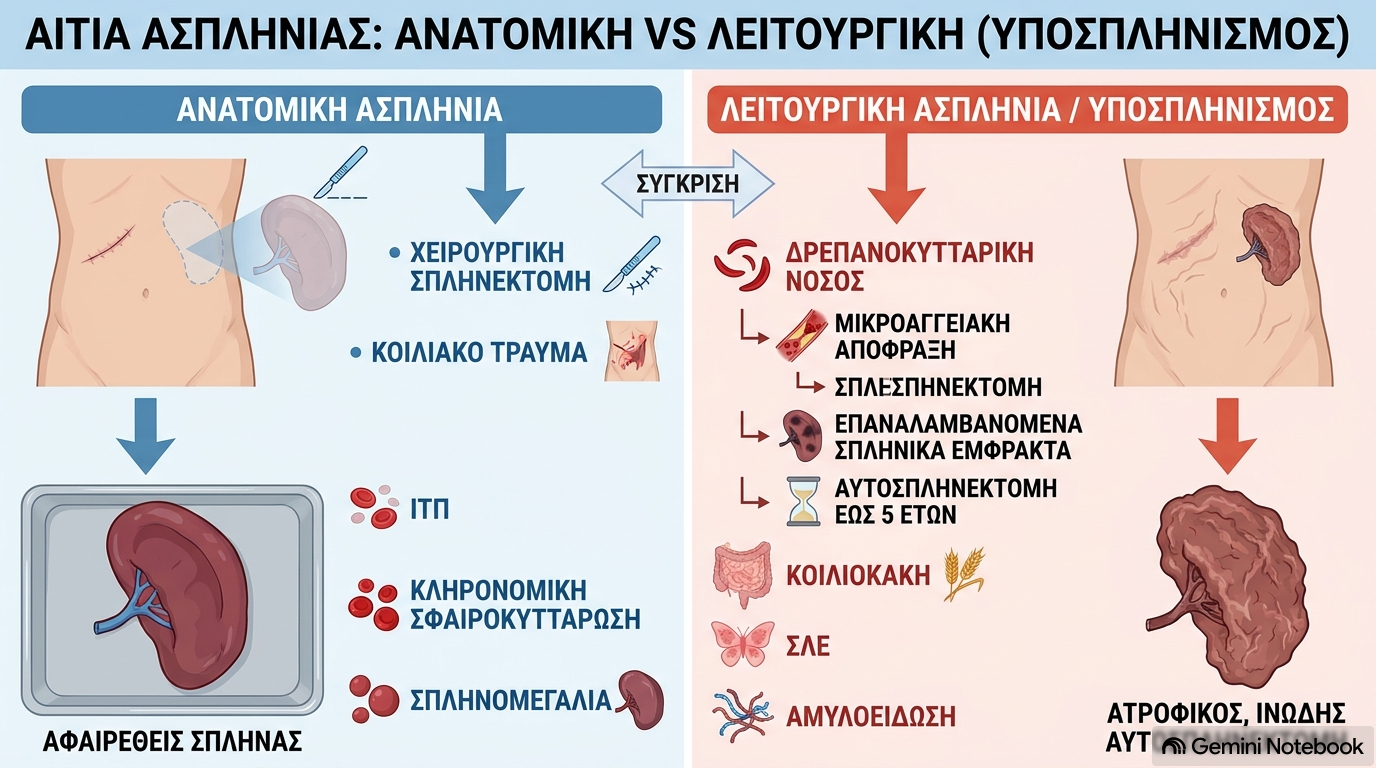 ΑΙΤΙΑ ΑΣΠΛΗΝΙΑΣ: ΑΝΑΤΟΜΙΚΗ VS ΛΕΙΤΟΥΡΓΙΚΗ (ΥΠΟΣΠΛΗΝΙΣΜΟΣ)
ΑΝΑΤΟΜΙΚΗ ΑΣΠΛΗΝΙΑ
• ΧΕΙΡΟΥΡΓΙΚΗ
ΣΠΛΗΝΕΚΤΟΜΗ
• ΚΟΙΛΙΑΚΟ ΤΡΑΥΜΑ
ΙΤΠ
ΚΛΗΡΟΝΟΜΙΚΗ
ΣΦΑΙΡΟΚΥΤΤΑΡΩΣΗ
ΣΠΛΗΝΟΜΕΓΑΛΙΑ
ΑΦΑΙΡΕΘΕΙΣ ΣΠΛΗΝΑΣ
ΣΥΓΚΡΙΣΗ
ΛΕΙΤΟΥΡΓΙΚΗ ΑΣΠΛΗΝΙΑ / ΥΠΟΣΠΛΗΝΙΣΜΟΣ
ΔΡΕΠΑΝΟΚΥΤΤΑΡΙΚΗ
ΝΟΣΟΣ
ΜΙΚΡΟΑΓΓΕΙΑΚΗ
ΑΠΟΦΡΑΞΗ
ΣΠΛΕΣΠΗΝΕΚΤΟΜΗ
ΕΠΑΝΑΛΑΜΒΑΝΟΜΕΝΑ
ΣΠΛΗΝΙΚΑ ΕΜΦΡΑΚΤΑ
ΑΥΤΟΣΠΛΗΝΕΚΤΟΜΗ
ΕΩΣ 5 ΕΤΩΝ
ΚΟΙΛΙΟΚΑΚΗ
ΣΛΕ
ΑΜΥΛΟΕΙΔΩΣΗ
ΑΤΡΟΦΙΚΟΣ, ΙΝΩΔΗΣ
Gemini Notebook